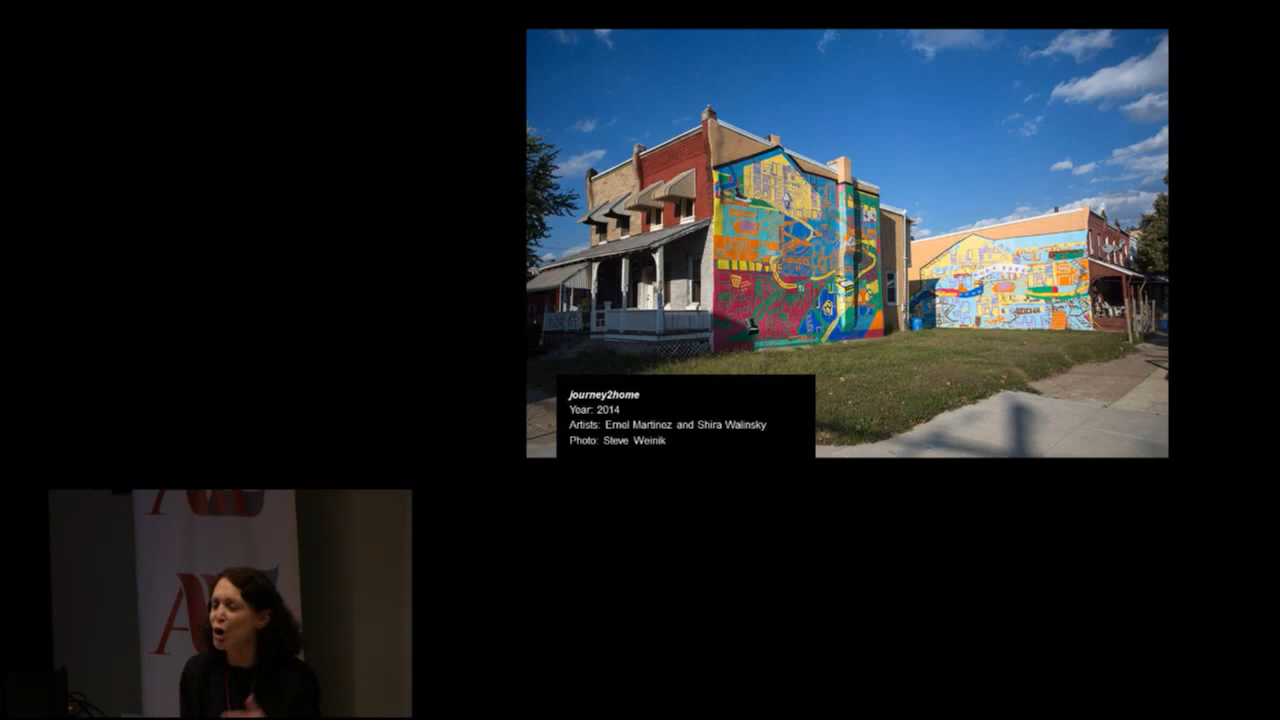 journey2home
Year: 2014
Artists: Ernel Martinez and Shira Walinsky
Photo: Steve Weinik